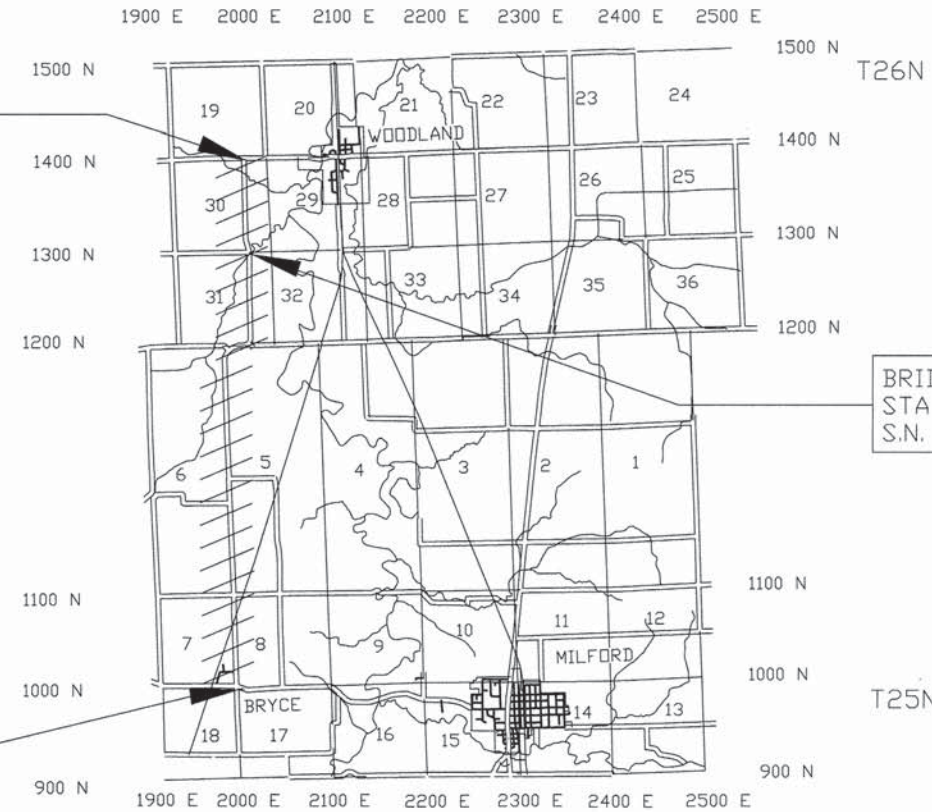 1900 E 2000 E 2100 E 2200 E 2300 E 2400 E 2500 E
1500 N 1500 N
T26N
19 20 21 22 23 24
WOODLAND
1400 N 1400 N
30 29 28 27 26 25
1300 N 1300 N
31 32 33 34 35 36
1200 N 1200 N
STA
S.N.
6 5 4 3 2 1
1100 N 1100 N
7 8 9 10 11 12
MILFORD
1000 N 1000 N
BRYCE
T25N
18 17 16 15 14 13
900 N 900 N
1900 E 2000 E 2100 E 2200 E 2300 E 2400 E 2500 E